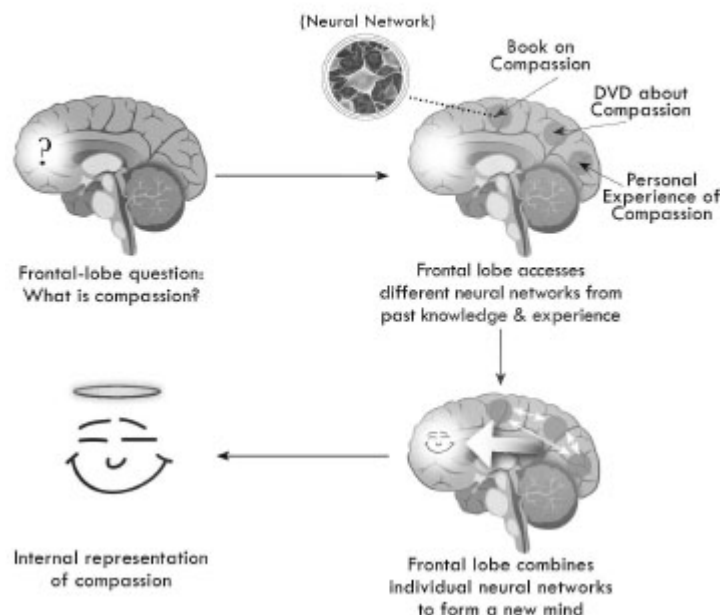 (Neural Network)
Book on
Compassion
DVD about
Compassion
?
Personal
Experience of
Compassion
Frontal-lobe question:
What is compassion?
Frontal lobe accesses
different neural networks from
past knowledge & experience
Internal representation
of compassion
Frontal lobe combines
individual neural networks
to form a new mind